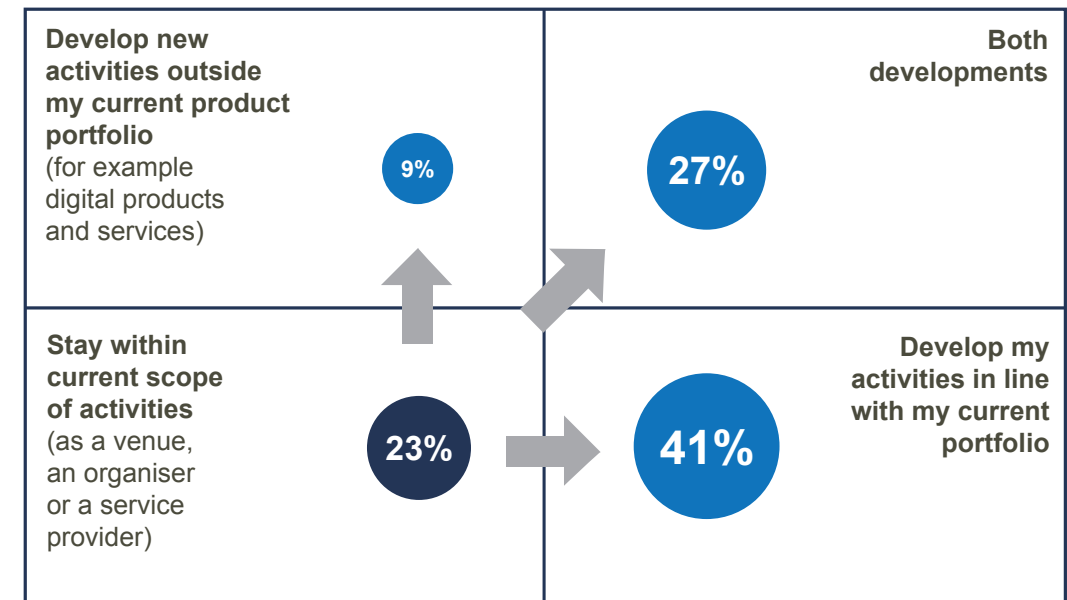 Develop new
activities outside
my current product
portfolio
(for example
digital products
and services)
9%
Both
developments
27%
Stay within
current scope
of activities
(as a venue,
an organiser
or a service
provider)
23%
Develop my
activities in line
with my current
portfolio
41%